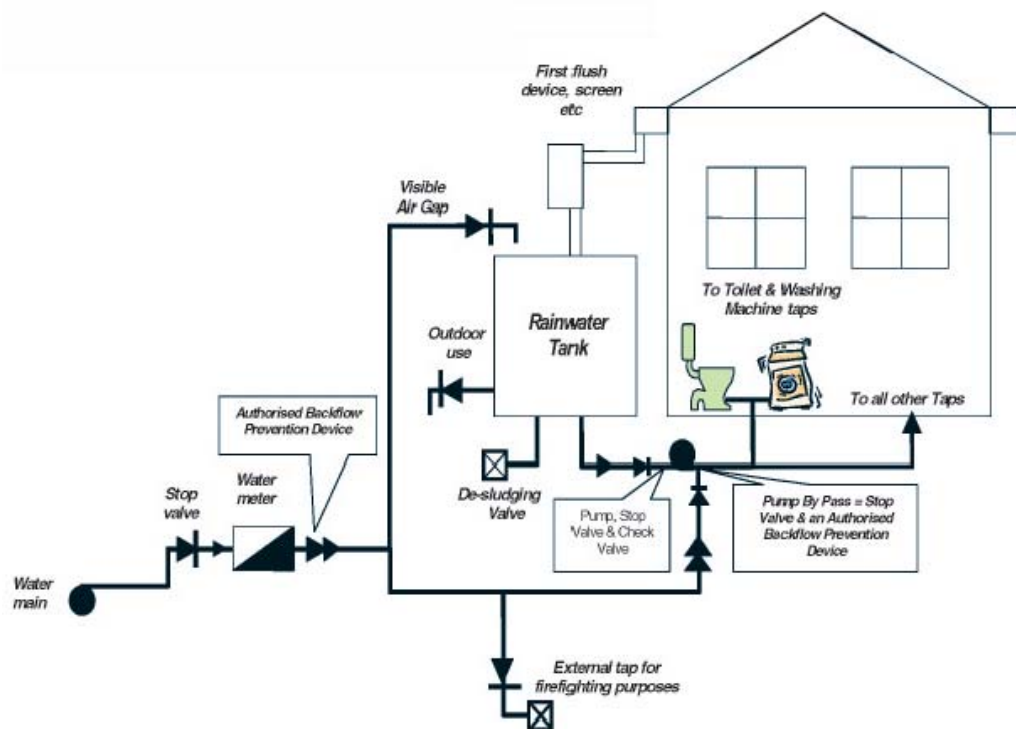 First flush
device, screen
etc
Visible
Air Gap
To Toilet & Washing
Machine taps
Rainwater
Tank
Outdoor
use
To all other Taps
Authorised Backflow
Prevention Device
Stop
valve
Water
meter
De-sludging
Valve
Pump, Stop
Valve & Check
Valve
Pump By Pass = Stop
Valve & an Authorised
Backflow Prevention
Device
Water
main
External tap for
firefighting purposes